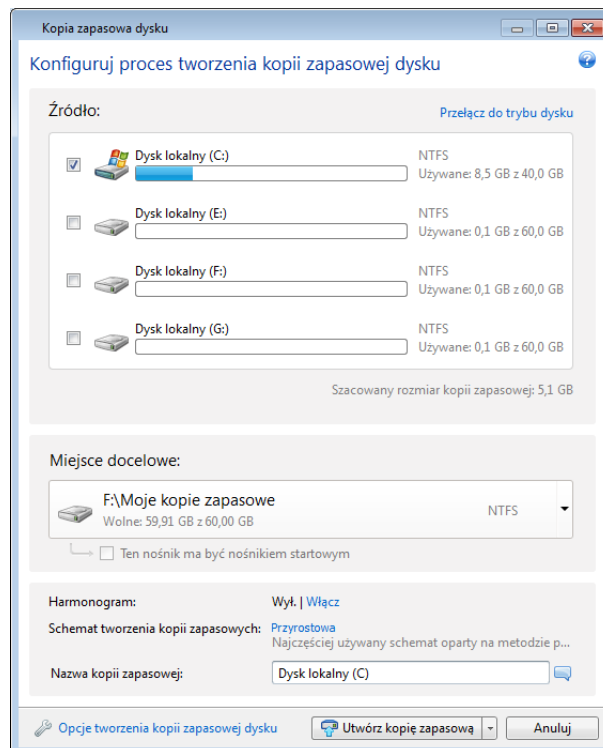 Kopia zapasowa dysku
Konfiguruj proces tworzenia kopii zapasowej dysku
Źródło:
Przełącz do trybu dysku
Dysk lokalny (C:)
NTFS
Używane: 8,5 GB z 40,0 GB
Dysk lokalny (E:)
NTFS
Używane: 0,1 GB z 60,0 GB
Dysk lokalny (F:)
NTFS
Używane: 0,1 GB z 60,0 GB
Dysk lokalny (G:)
NTFS
Używane: 0,1 GB z 60,0 GB
Szacowany rozmiar kopii zapasowej: 5,1 GB
Miejsce docelowe:
F:\Moje kopie zapasowe
Wolne: 59,91 GB z 60,00 GB
NTFS
Ten nośnik ma być nośnikiem startowym
Harmonogram: Wył. | Włącz
Schemat tworzenia kopii zapasowych: Przyrostowa
Najczęściej używany schemat oparty na metodzie p...
Nazwa kopii zapasowej: Dysk lokalny (C)
Opcje tworzenia kopii zapasowej dysku Utwórz kopię zapasową Anuluj